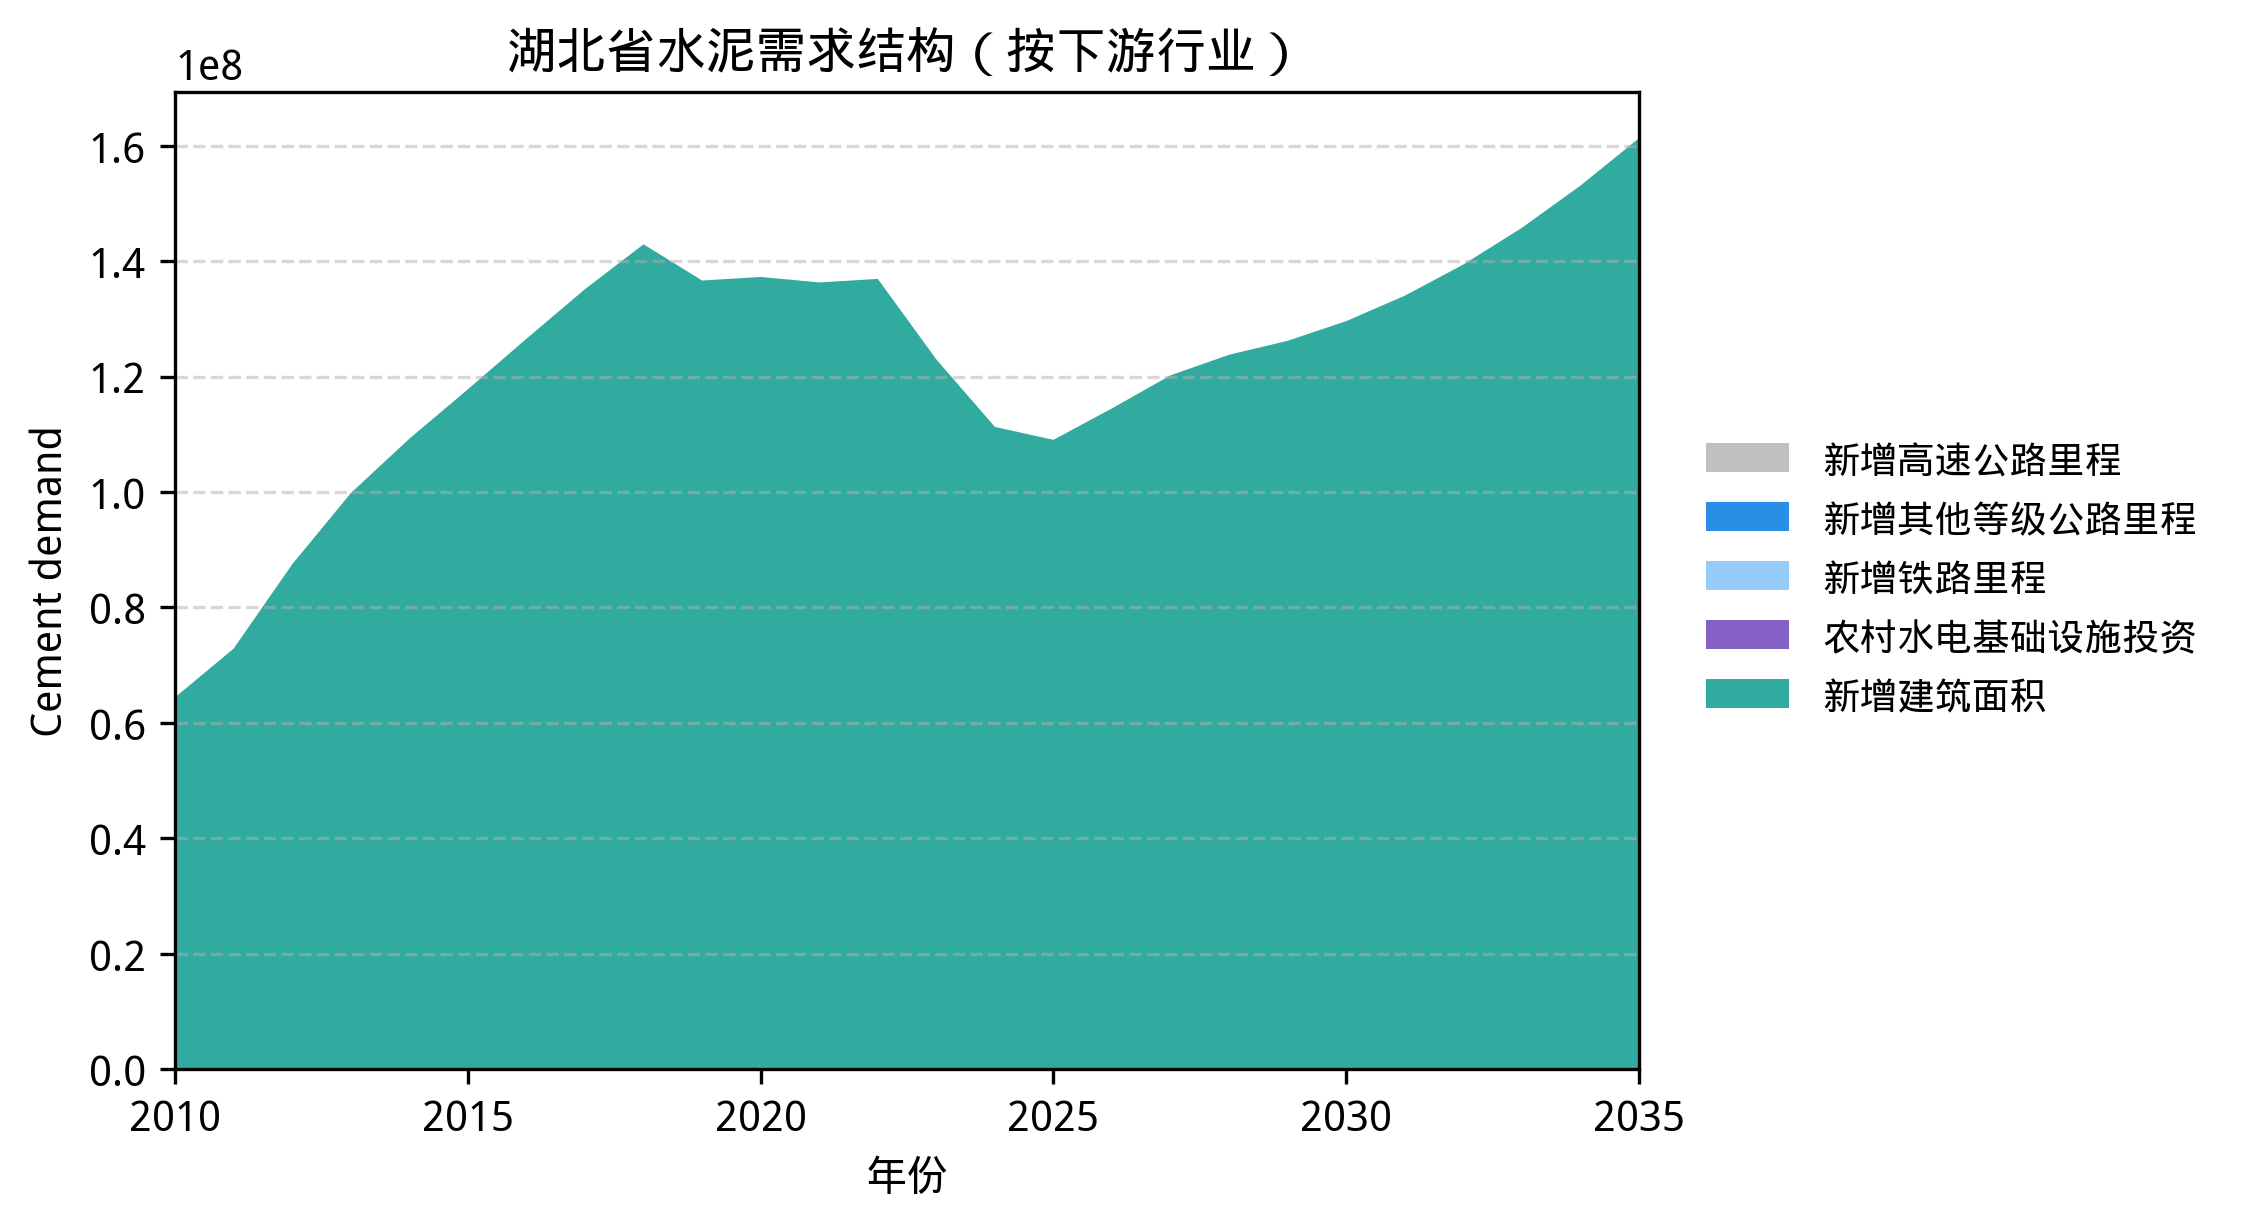 湖北省水泥需求结构（按下游行业）
1e8
1.6
1.4
1.2
1.0
0.8
0.6
0.4
0.2
0.0
Cement demand
2010 2015 2020 2025 2030 2035
年份
新增高速公路里程
新增其他等级公路里程
新增铁路里程
农村水电基础设施投资
新增建筑面积